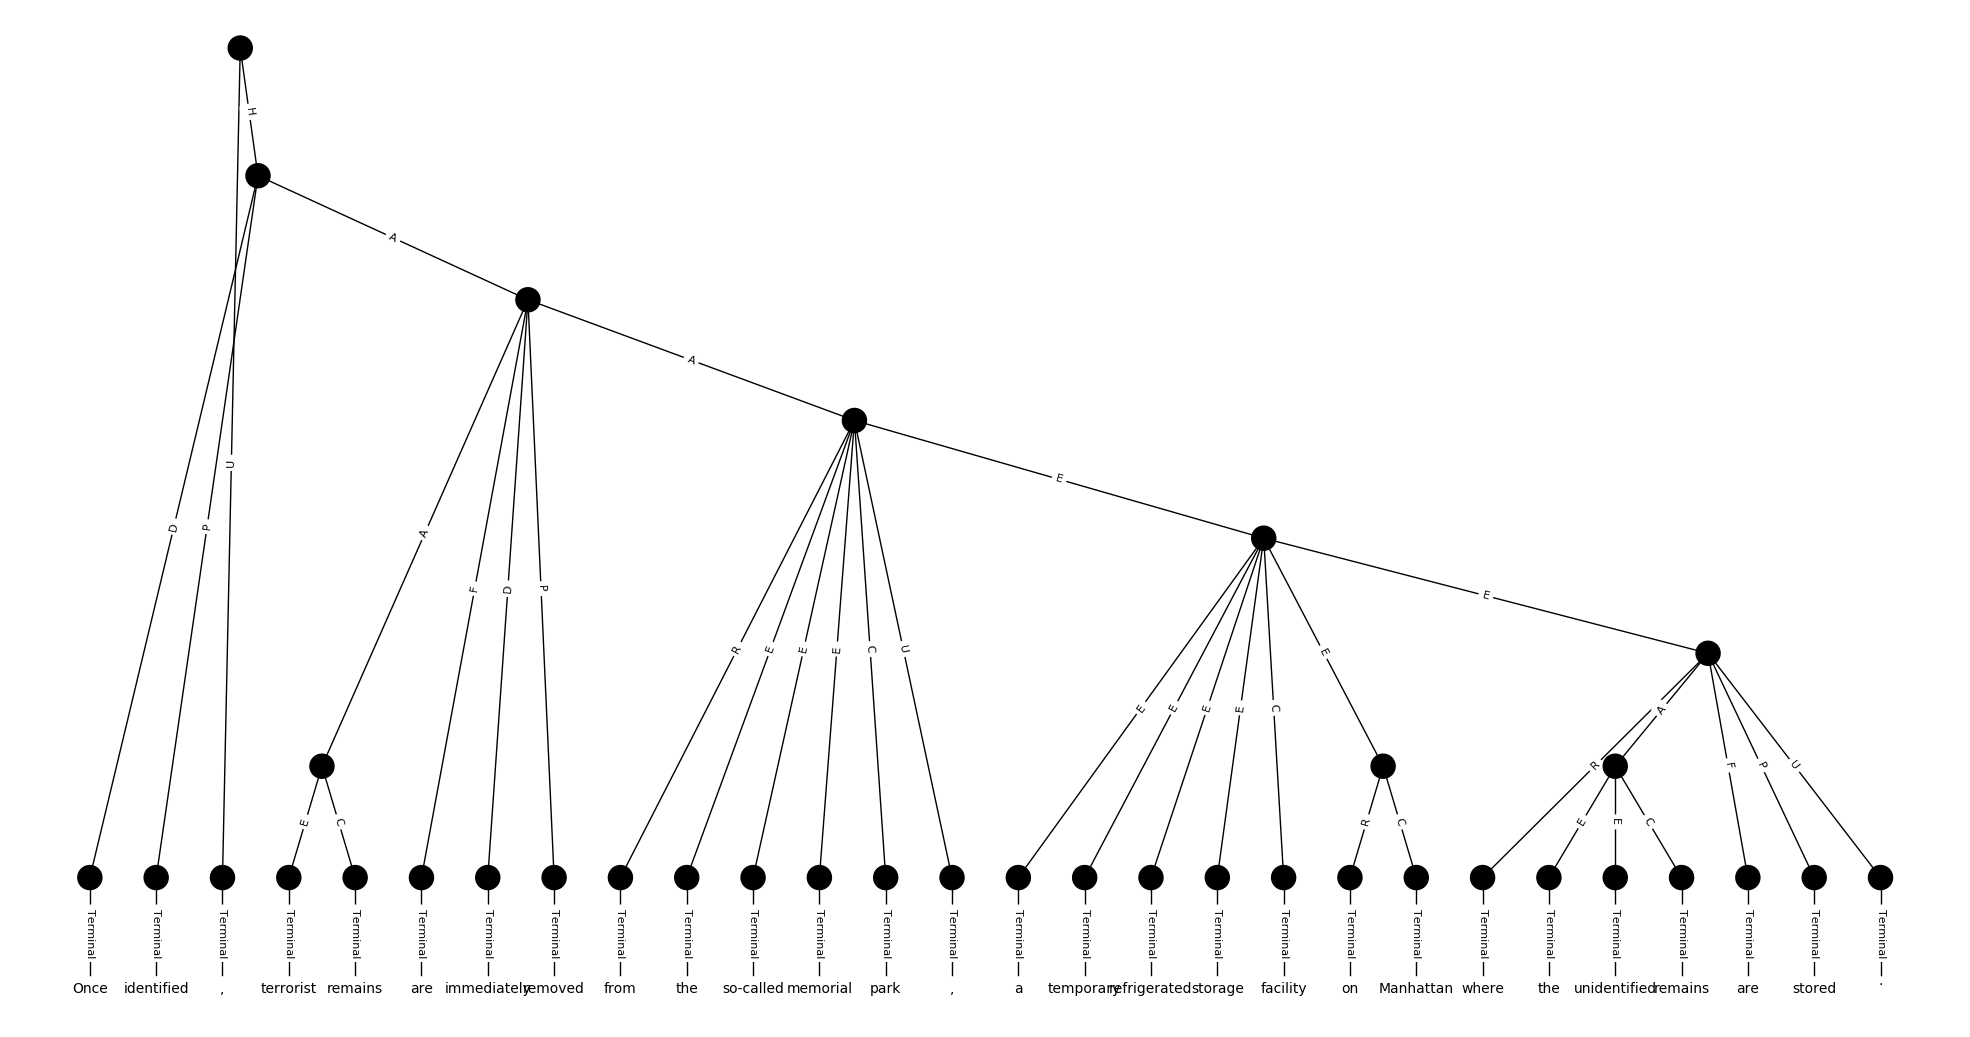 H
A
A
E
E
D P U A F D P R E E E C U E E E E C E R A F P U
E C R C E E C
Terminal Terminal Terminal Terminal Terminal Terminal Terminal Terminal Terminal Terminal Terminal Terminal Terminal Terminal Terminal Terminal Terminal Terminal Terminal Terminal Terminal Terminal Terminal Terminal Terminal Terminal Terminal Terminal
Once identified , terrorist remains are immediately removed from the so-called memorial park , a temporary refrigerated storage facility on Manhattan where the unidentified remains are stored .